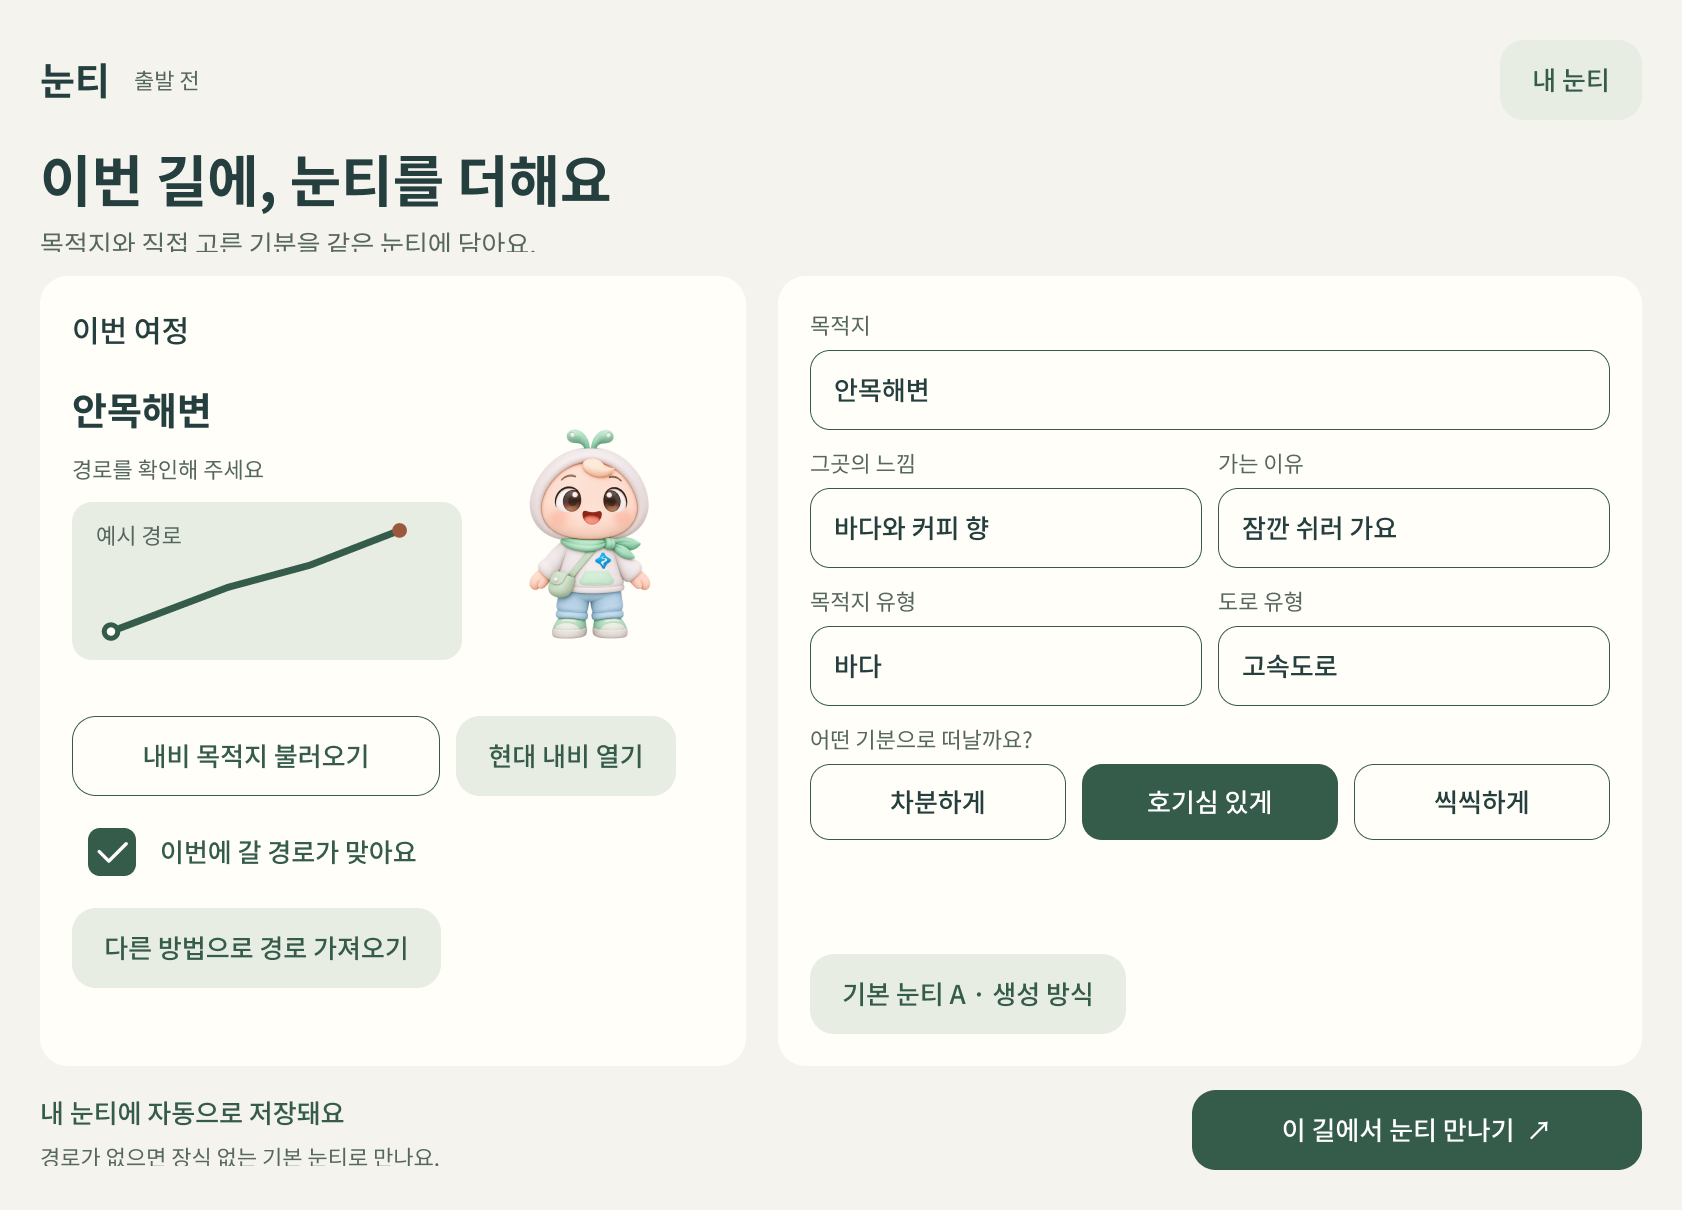 눈티
출발 전
내 눈티
이번 길에, 눈티를 더해요
목적지와 직접 고른 기분을 같은 눈티에 담아요.
이번 여정
안목해변
경로를 확인해 주세요
예시 경로
내비 목적지 불러오기
현대 내비 열기
이번에 갈 경로가 맞아요
다른 방법으로 경로 가져오기
목적지
안목해변
그곳의 느낌
가는 이유
바다와 커피 향
잠깐 쉬러 가요
목적지 유형
도로 유형
바다
고속도로
어떤 기분으로 떠날까요?
차분하게
호기심 있게
씩씩하게
기본 눈티 A · 생성 방식
내 눈티에 자동으로 저장돼요
경로가 없으면 장식 없는 기본 눈티로 만나요.
이 길에서 눈티 만나기 ↗